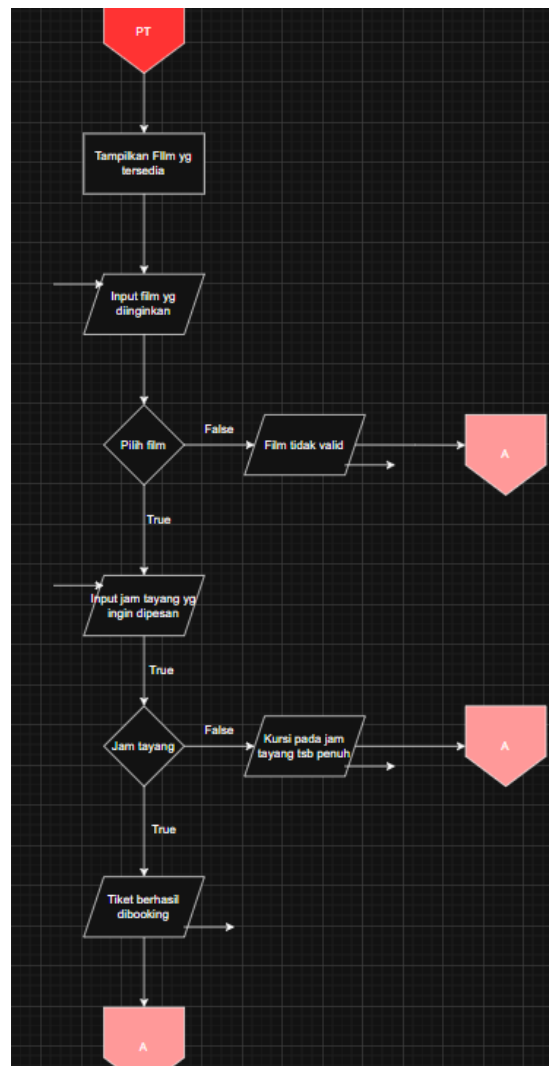 PT
Tampilkan FIlm yg
tersedia
Input film yg
diinginkan
Pilih film
False
Film tidak valid
A
True
Input jam tayang yg
ingin dipesan
True
Jam tayang
False
Kursi pada jam
tayang tsb penuh
A
True
Tiket berhasil
dibooking
A